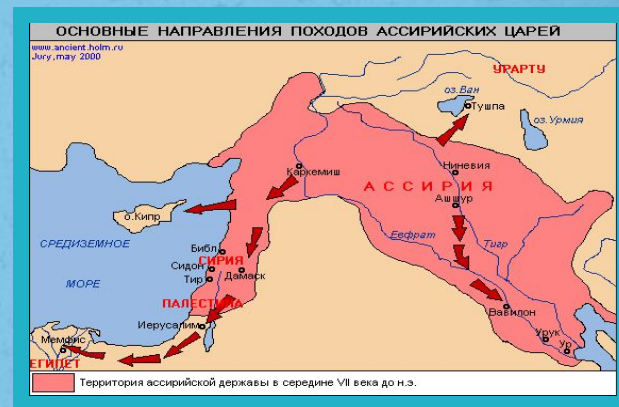 ОСНОВНЫЕ НАПРАВЛЕНИЯ ПОХОДОВ АССИРИЙСКИХ ЦАРЕЙ
www.ancient.holm.ru
Jury,may 2000
УРАРТУ
оз.Ван
Тушпа
оз.Урмия
Каркемиш
Ниневия
АССИРИЯ
Ашшур
о.Кипр
Евфрат
Тигр
СРЕДИЗЕМНОЕ
МОРЕ
Библ
СИРИЯ
Сидон
Дамаск
Тир
ПАЛЕСТИНА
Вавилон
Иерусалим
Урук
Ур
Мемфис
ЕГИПЕТ
Территория ассирийской державы в середине VII века до н.э.